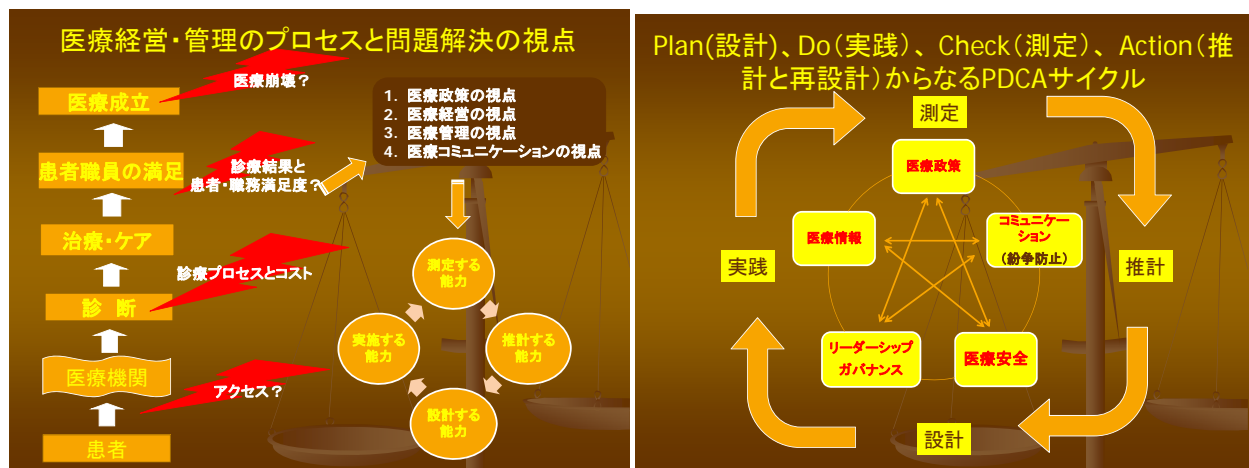 医療経営・管理のプロセスと問題解決の視点
医療崩壊？
医療成立
1. 医療政策の視点
2. 医療経営の視点
3. 医療管理の視点
4. 医療コミュニケーションの視点
患者職員の満足
診療結果と
患者・職務満足度？
治療・ケア
診療プロセスとコスト
診 断
医療機関
アクセス？
患者
測定する
能力
実施する
能力
推計する
能力
設計する
能力
Plan(設計)、Do（実践）、Check（測定）、Action（推
計と再設計）からなるPDCAサイクル
測定
医療政策
医療情報
コミュニケー
ション
（紛争防止）
実践
推計
リーダーシップ
ガバナンス
医療安全
設計